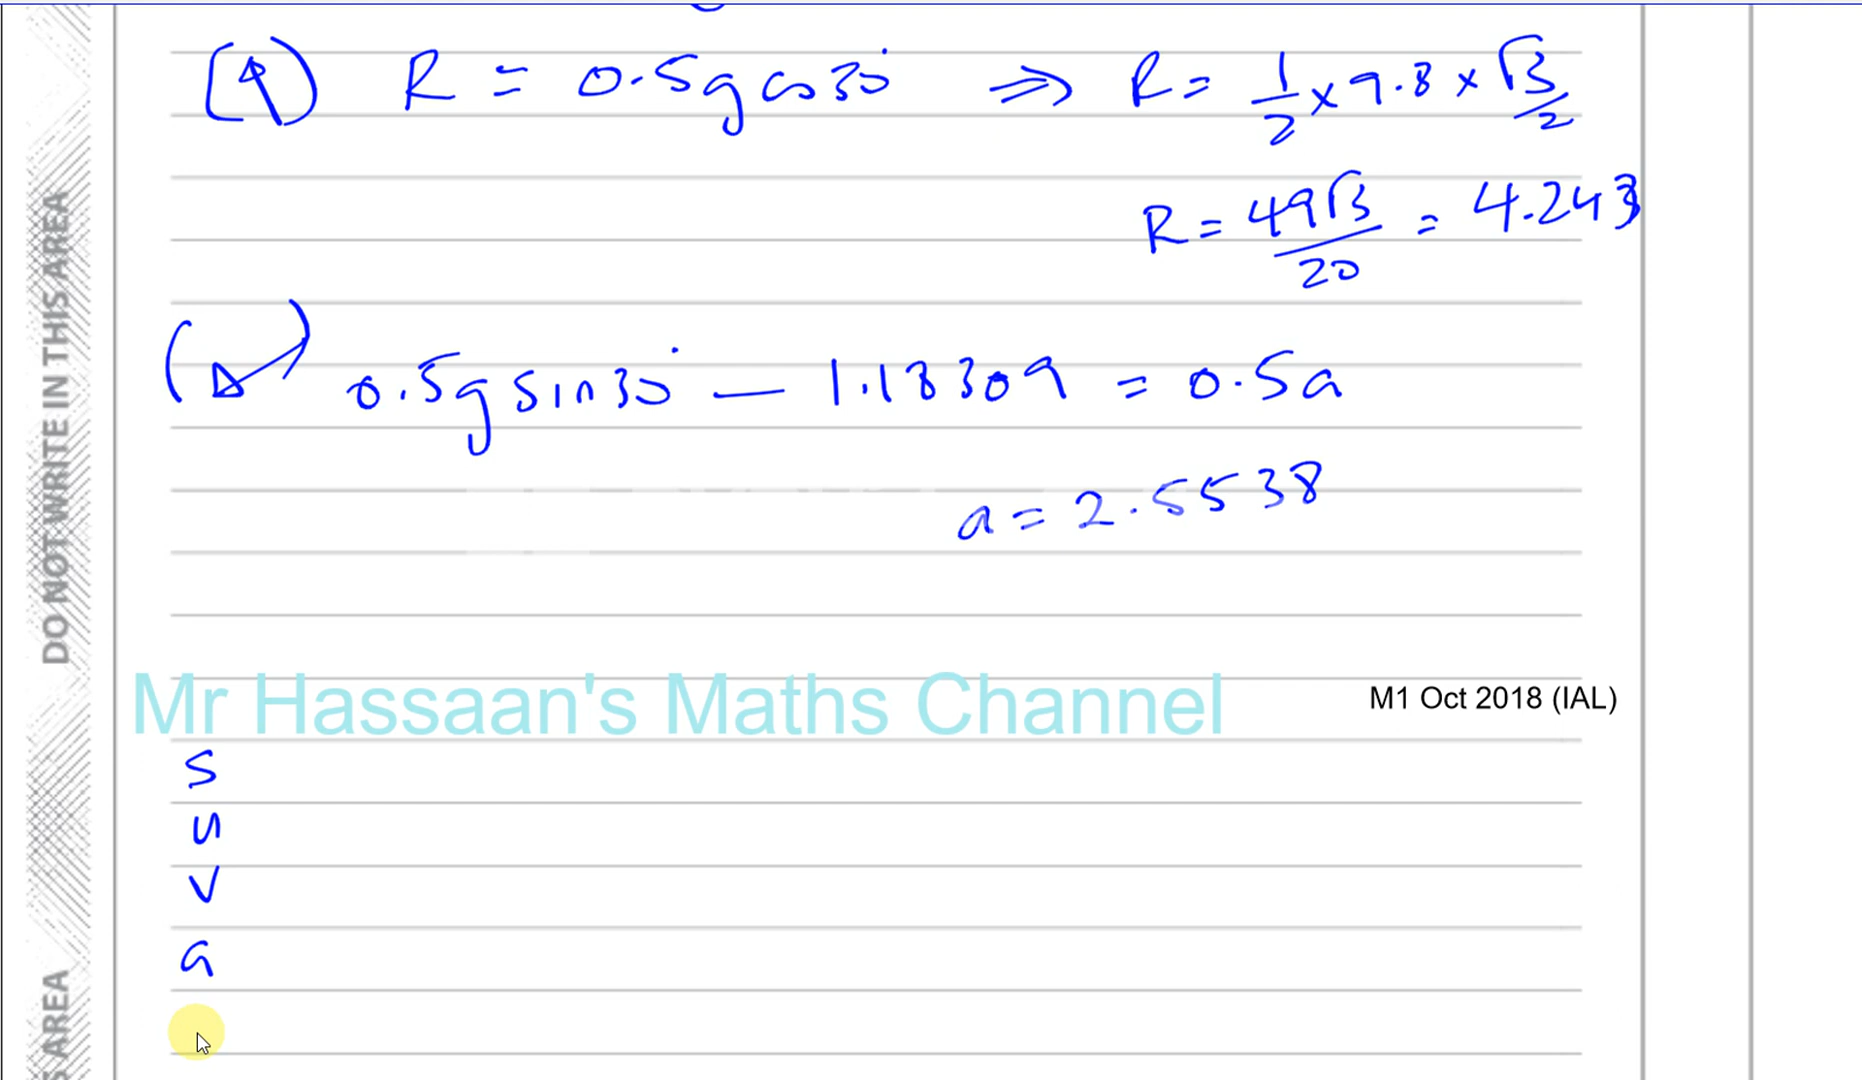 (↑) R = 0.5g cos30° ⇒ R = 1/2 × 9.8 × √3/2
R = 49√3/20 = 4.243
(↙) 0.5g sin30° − 1.18309 = 0.5a
a = 2.5538
Mr Hassaan's Maths Channel
M1 Oct 2018 (IAL)
s
u
v
a
DO NOT WRITE IN THIS AREA
S AREA